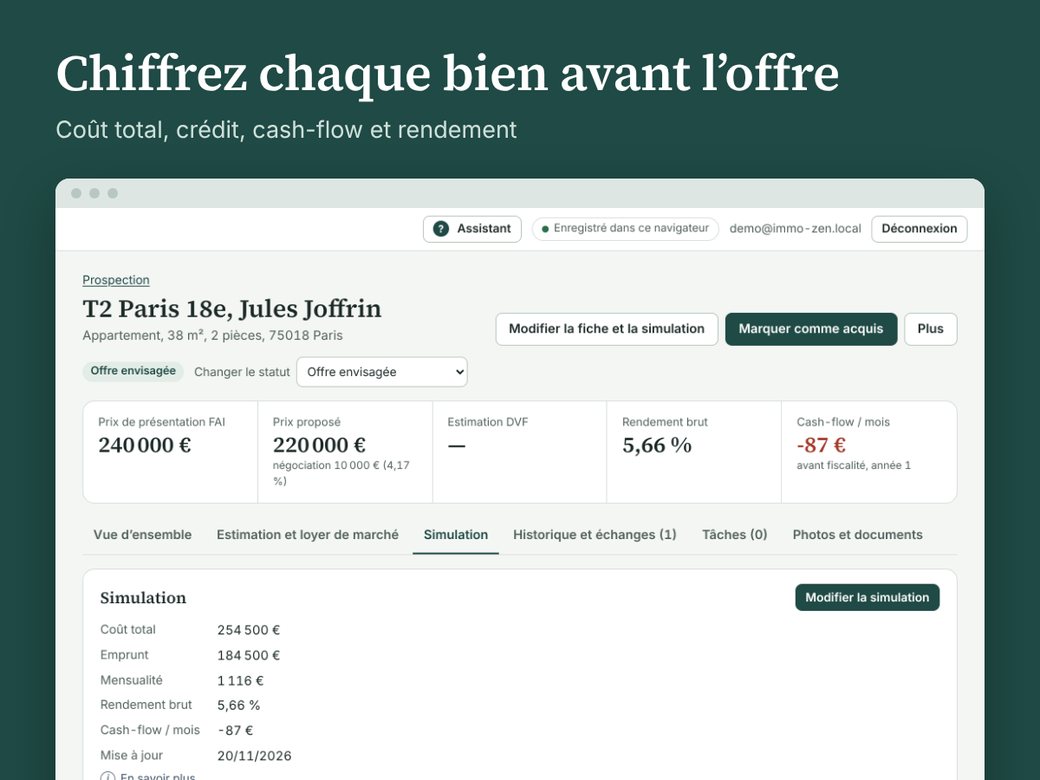 Chiffrez chaque bien avant l’offre
Coût total, crédit, cash-flow et rendement
? Assistant
Enregistré dans ce navigateur
demo@immo-zen.local
Déconnexion
Prospection
T2 Paris 18e, Jules Joffrin
Appartement, 38 m², 2 pièces, 75018 Paris
Modifier la fiche et la simulation
Marquer comme acquis
Plus
Offre envisagée
Changer le statut
Offre envisagée
Prix de présentation FAI
240 000 €
Prix proposé
220 000 €
négociation 10 000 € (4,17
%)
Estimation DVF
—
Rendement brut
5,66 %
Cash-flow / mois
-87 €
avant fiscalité, année 1
Vue d’ensemble
Estimation et loyer de marché
Simulation
Historique et échanges (1)
Tâches (0)
Photos et documents
Simulation
Modifier la simulation
Coût total 254 500 €
Emprunt 184 500 €
Mensualité 1 116 €
Rendement brut 5,66 %
Cash-flow / mois -87 €
Mise à jour 20/11/2026
En savoir plus